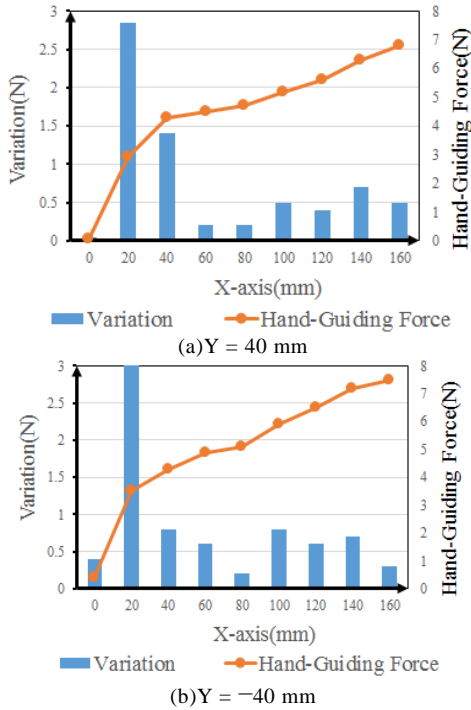 3
2.5
2
1.5
1
0.5
0
Variation(N)
8
7
6
5
4
3
2
1
0
Hand-Guiding Force(N)
0 20 40 60 80 100 120 140 160
X-axis(mm)
Variation Hand-Guiding Force
(a)Y = 40 mm
3
2.5
2
1.5
1
0.5
0
Variation(N)
8
7
6
5
4
3
2
1
0
Hand-Guiding Force(N)
0 20 40 60 80 100 120 140 160
X-axis(mm)
Variation Hand-Guiding Force
(b)Y = −40 mm